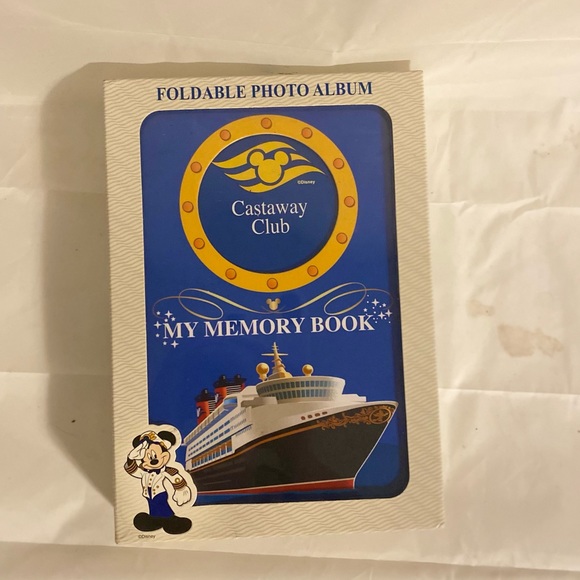 FOLDABLE PHOTO ALBUM
©Disney
Castaway
Club
MY MEMORY BOOK
©Disney